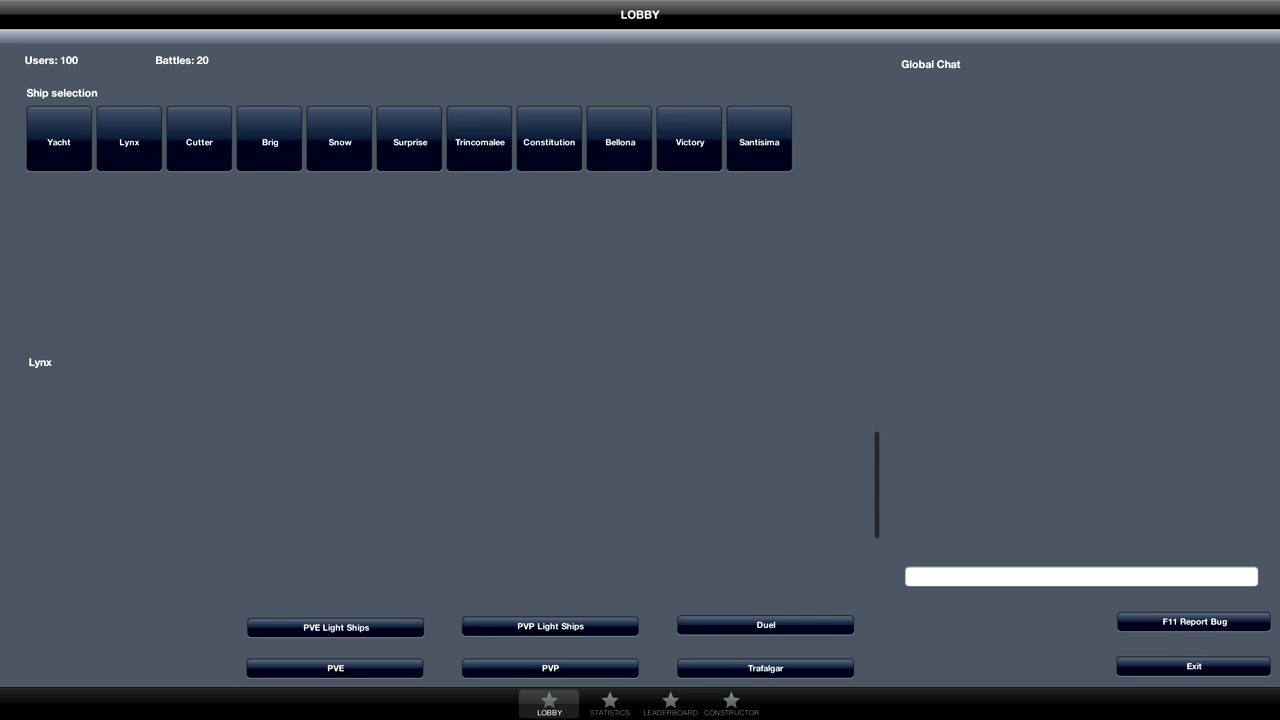 LOBBY
Users: 100 Battles: 20
Global Chat
Ship selection
Yacht Lynx Cutter Brig Snow Surprise Trincomalee Constitution Bellona Victory Santisima
Lynx
PVE Light Ships PVP Light Ships Duel F11 Report Bug
PVE PVP Trafalgar Exit
LOBBY STATISTICS LEADERBOARD CONSTRUCTOR